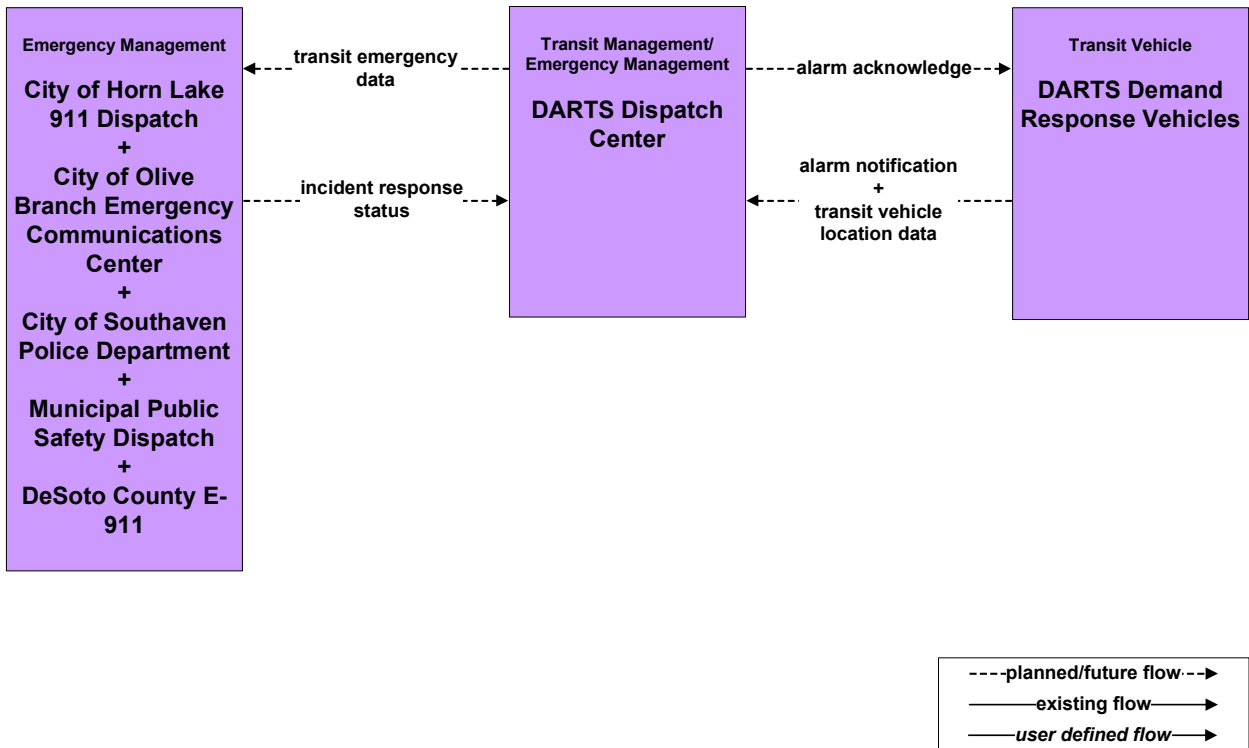 Emergency Management
City of Horn Lake
911 Dispatch
+
City of Olive
Branch Emergency
Communications
Center
+
City of Southaven
Police Department
+
Municipal Public
Safety Dispatch
+
DeSoto County E-
911
transit emergency
data
incident response
status
Transit Management/
Emergency Management
DARTS Dispatch
Center
alarm acknowledge
alarm notification
+
transit vehicle
location data
Transit Vehicle
DARTS Demand
Response Vehicles
planned/future flow
existing flow
user defined flow